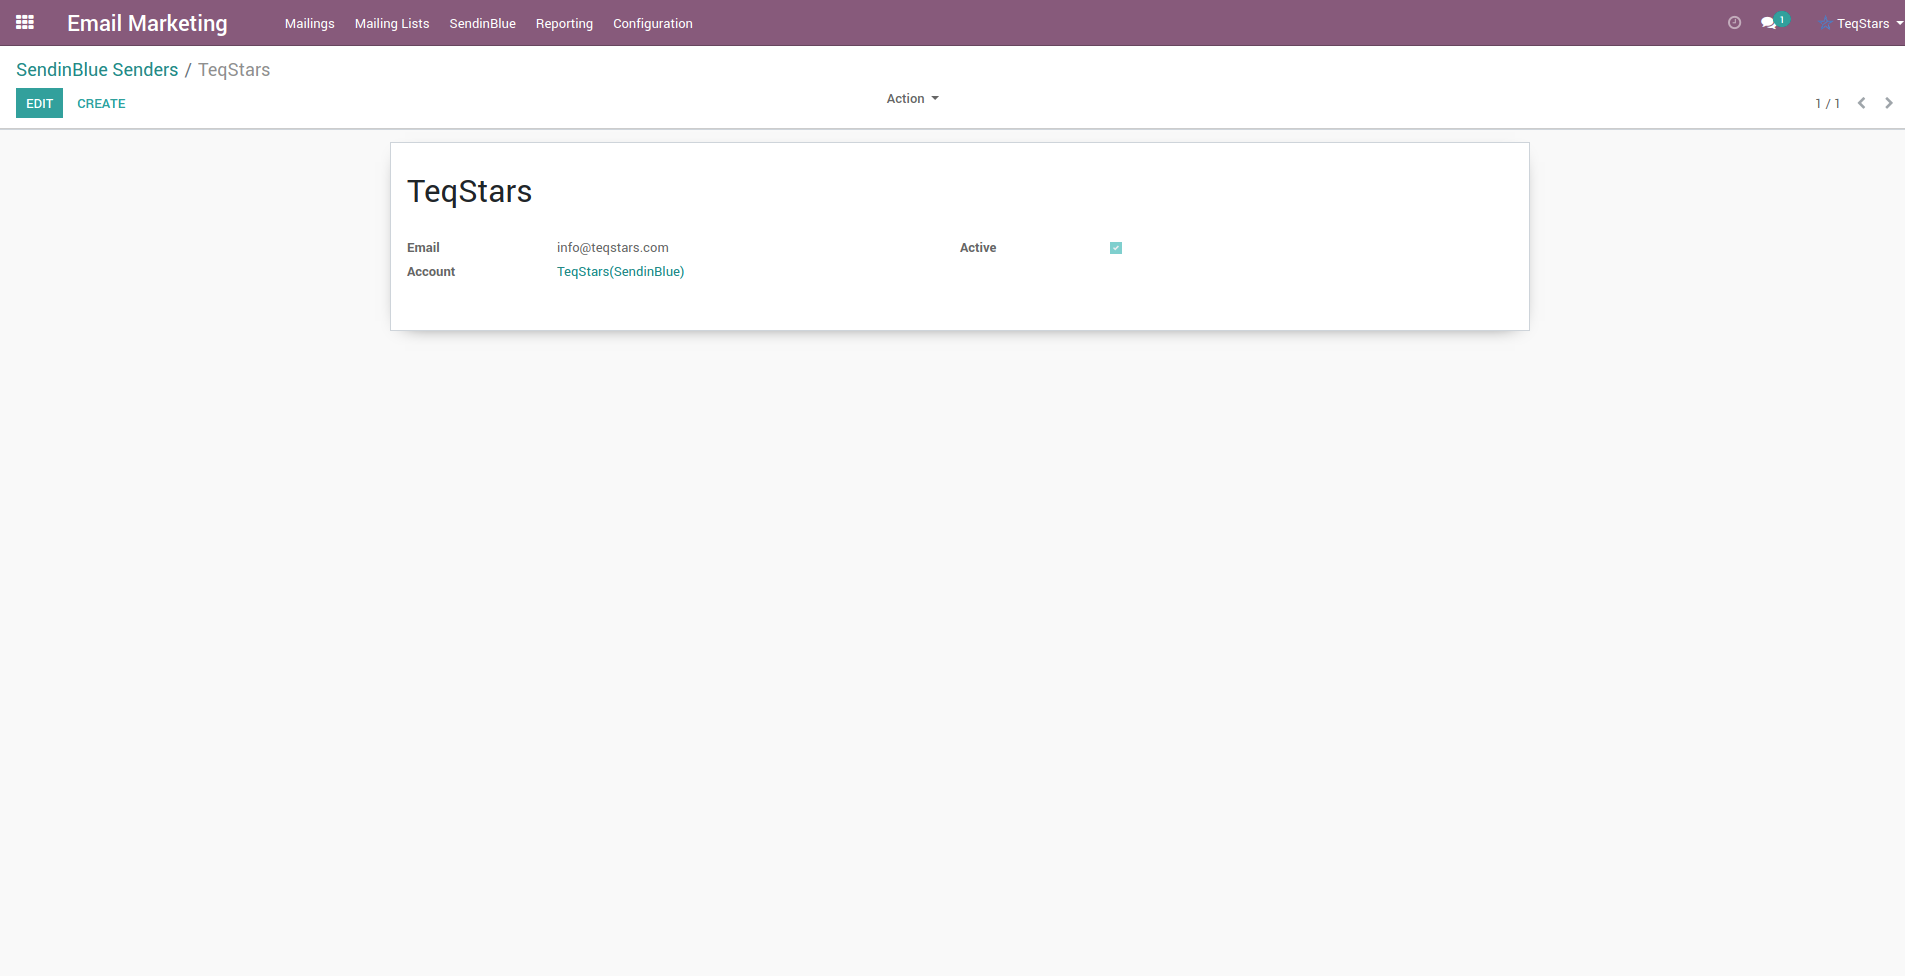 Email Marketing Mailings Mailing Lists SendinBlue Reporting Configuration 1 TeqStars
SendinBlue Senders / TeqStars
EDIT CREATE Action 1 / 1
TeqStars
Email info@teqstars.com Active
Account TeqStars(SendinBlue)